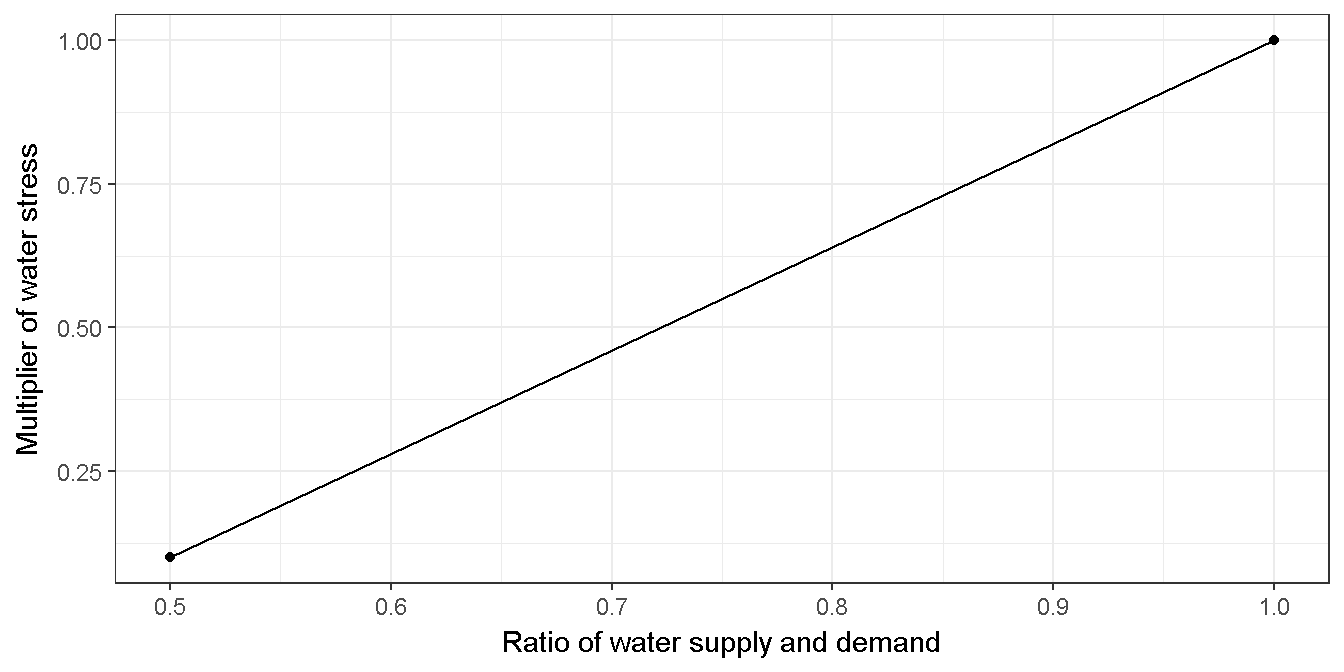 1.00
0.75
0.50
0.25
Multiplier of water stress
0.5 0.6 0.7 0.8 0.9 1.0
Ratio of water supply and demand